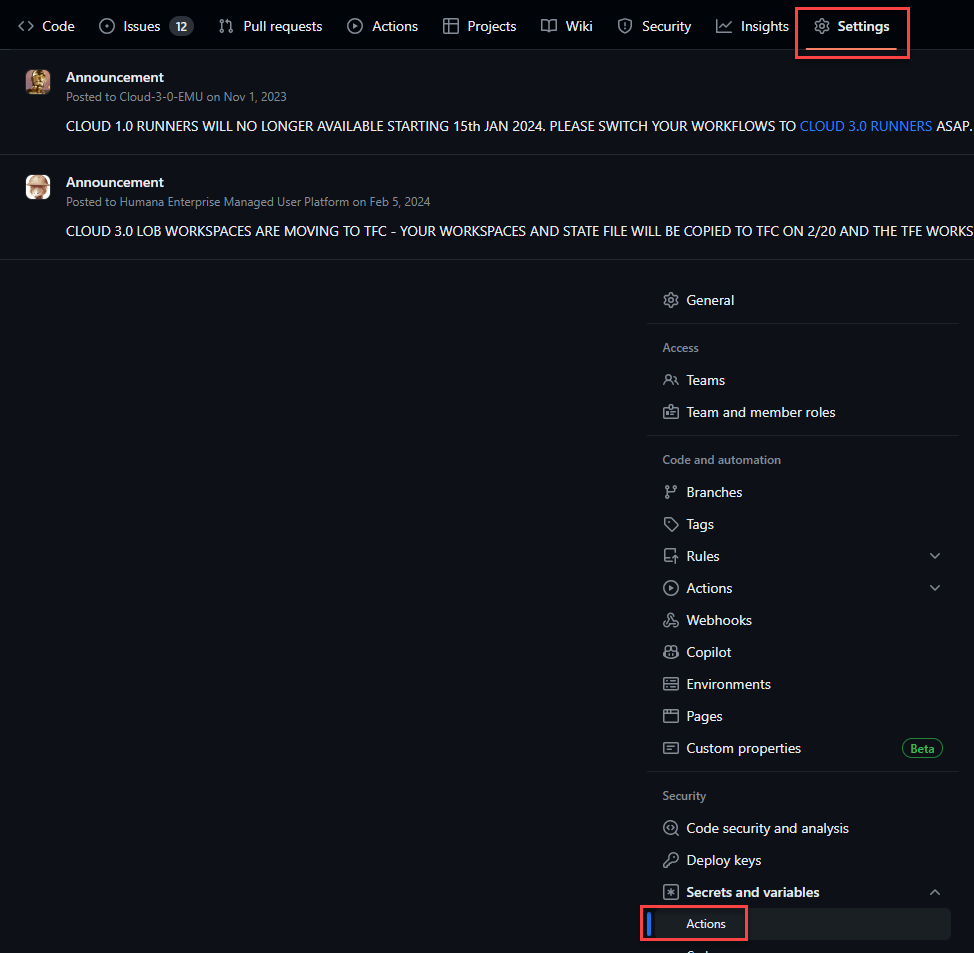 Code Issues 12 Pull requests Actions Projects Wiki Security Insights Settings
Announcement
Posted to Cloud-3-0-EMU on Nov 1, 2023
CLOUD 1.0 RUNNERS WILL NO LONGER AVAILABLE STARTING 15th JAN 2024. PLEASE SWITCH YOUR WORKFLOWS TO CLOUD 3.0 RUNNERS ASAP.
Announcement
Posted to Humana Enterprise Managed User Platform on Feb 5, 2024
CLOUD 3.0 LOB WORKSPACES ARE MOVING TO TFC - YOUR WORKSPACES AND STATE FILE WILL BE COPIED TO TFC ON 2/20 AND THE TFE WORKS
General
Access
Teams
Team and member roles
Code and automation
Branches
Tags
Rules
Actions
Webhooks
Copilot
Environments
Pages
Custom properties Beta
Security
Code security and analysis
Deploy keys
Secrets and variables
Actions